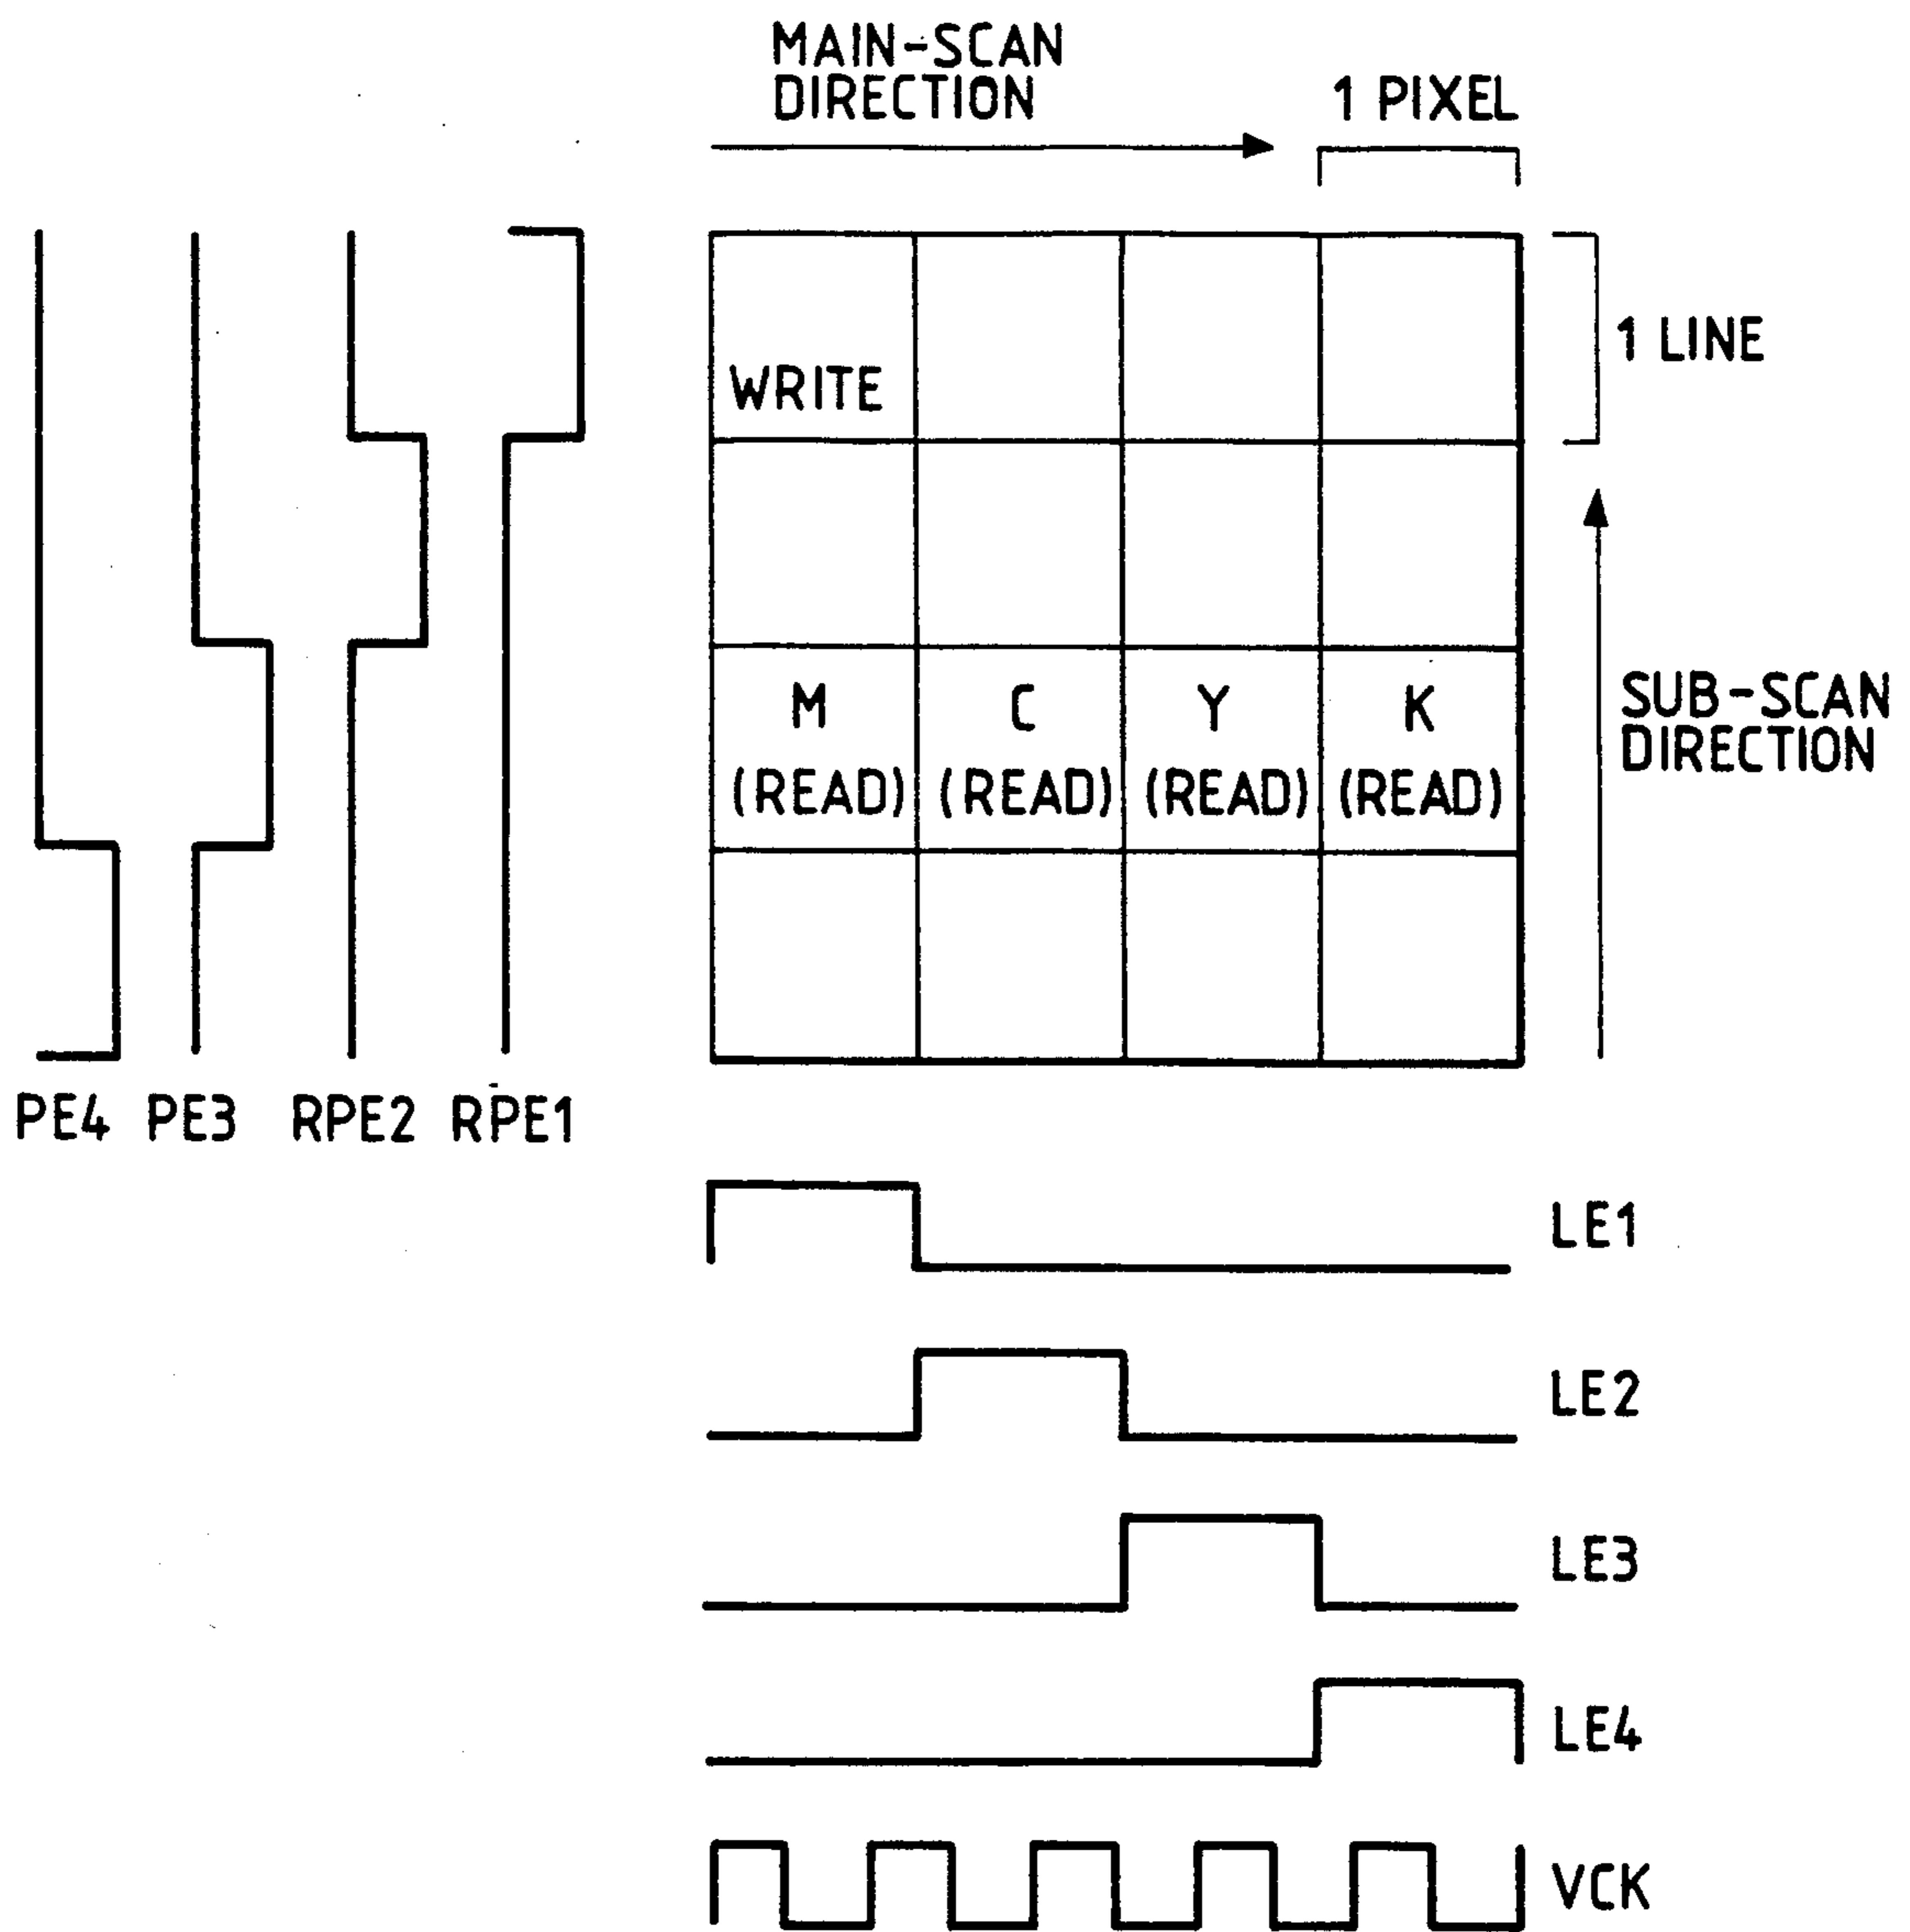 MAIN-SCAN
DIRECTION
1 PIXEL
1 LINE
WRITE
SUB-SCAN
DIRECTION
M C Y K
(READ) (READ) (READ) (READ)
PE4 PE3 RPE2 RPE1
LE1
LE2
LE3
LE4
VCK